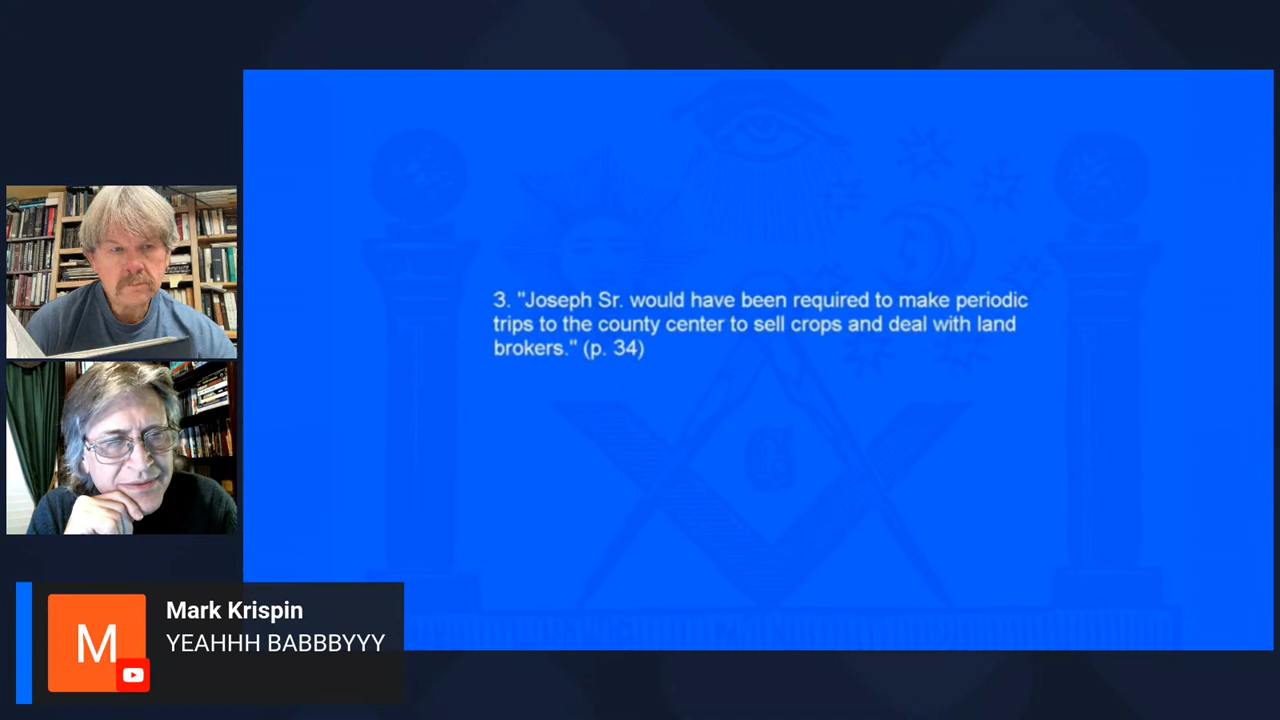 3. "Joseph Sr. would have been required to make periodic
trips to the county center to sell crops and deal with land
brokers." (p. 34)
G
M
Mark Krispin
YEAHHH BABBBYYY